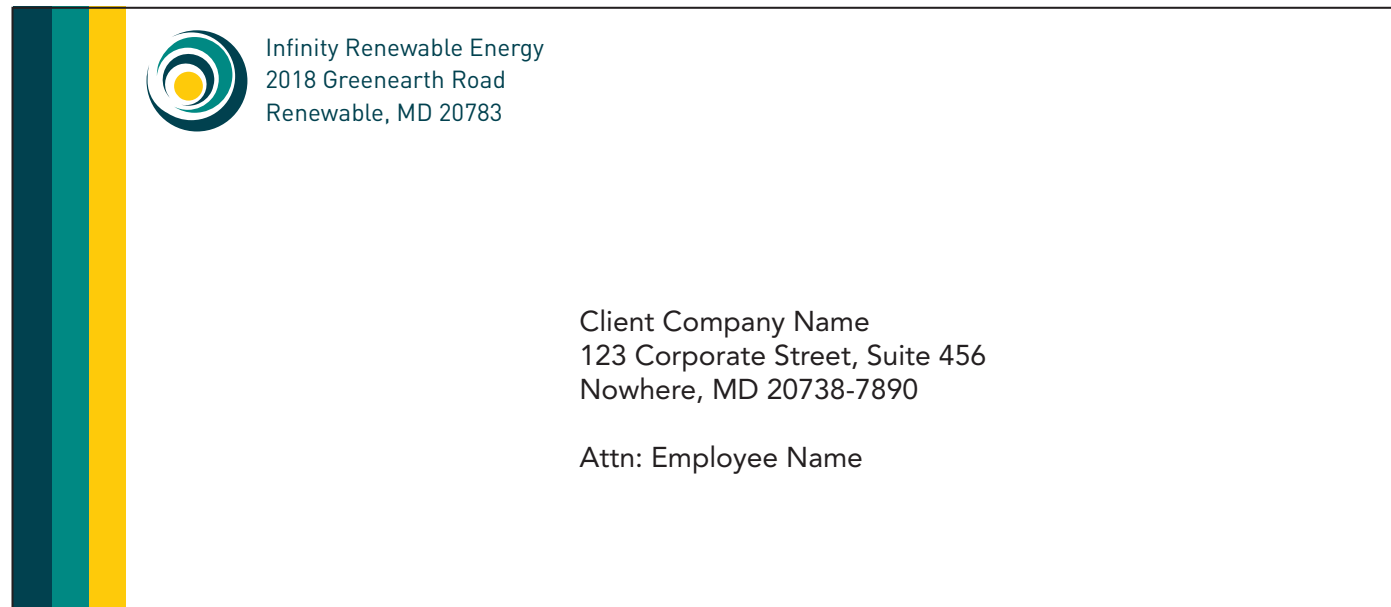 Infinity Renewable Energy
2018 Greenearth Road
Renewable, MD 20783
Client Company Name
123 Corporate Street, Suite 456
Nowhere, MD 20738-7890
Attn: Employee Name